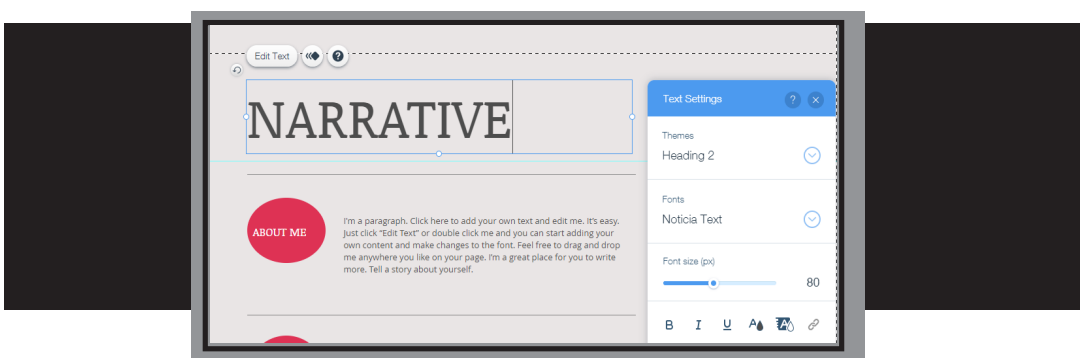 Edit Text
?
NARRATIVE
Text Settings
?
Themes
Heading 2
Fonts
Noticia Text
Font size (px)
80
B I U A A
ABOUT ME
I'm a paragraph. Click here to add your own text and edit me. It's easy.
Just click "Edit Text" or double click me and you can start adding your
own content and make changes to the font. Feel free to drag and drop
me anywhere you like on your page. I'm a great place for you to write
more. Tell a story about yourself.